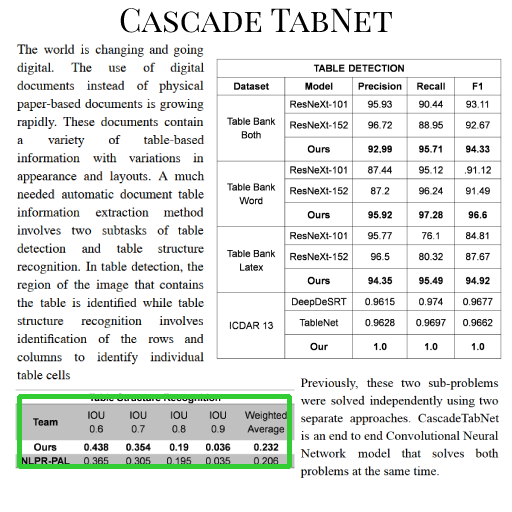 CASCADE TABNET
The world is changing and going
digital. The use of digital
documents instead of physical
paper-based documents is growing
rapidly. These documents contain
a variety of table-based
information with variations in
appearance and layouts. A much
needed automatic document table
information extraction method
involves two subtasks of table
detection and table structure
recognition. In table detection, the
region of the image that contains
the table is identified while table
structure recognition involves
identification of the rows and
columns to identify individual
table cells
TABLE DETECTION
Dataset Model Precision Recall F1
Table Bank Both
ResNeXt-101 95.93 90.44 93.11
ResNeXt-152 96.72 88.95 92.67
Ours 92.99 95.71 94.33
Table Bank Word
ResNeXt-101 87.44 95.12 .91.12
ResNeXt-152 87.2 96.24 91.49
Ours 95.92 97.28 96.6
Table Bank Latex
ResNeXt-101 95.77 76.1 84.81
ResNeXt-152 96.5 80.32 87.67
Ours 94.35 95.49 94.92
ICDAR 13
DeepDeSRT 0.9615 0.974 0.9677
TableNet 0.9628 0.9697 0.9662
Our 1.0 1.0 1.0
Table Structure Recognition
Team IOU 0.6 IOU 0.7 IOU 0.8 IOU 0.9 Weighted Average
Ours 0.438 0.354 0.19 0.036 0.232
NLPR-PAL 0.365 0.305 0.195 0.035 0.206
Previously, these two sub-problems
were solved independently using two
separate approaches. CascadeTabNet
is an end to end Convolutional Neural
Network model that solves both
problems at the same time.